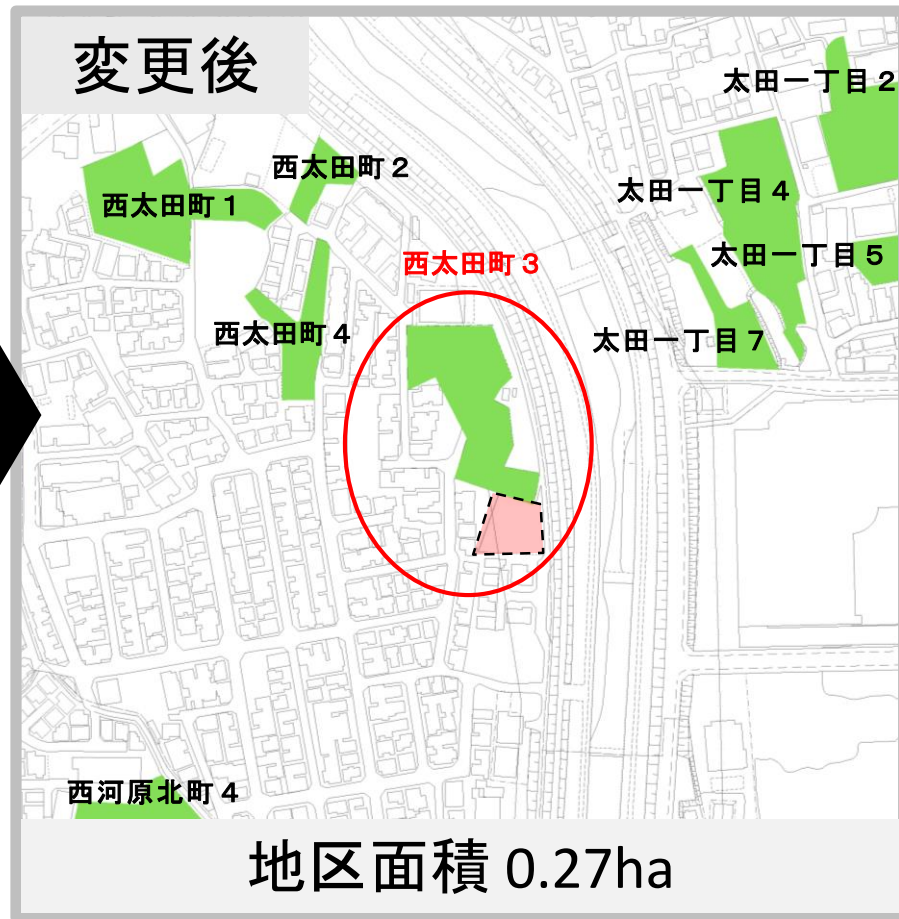 変更後
太田一丁目２
西太田町２
太田一丁目４
西太田町１
西太田町３
太田一丁目５
西太田町４
太田一丁目７
西河原北町４
地区面積 0.27ha